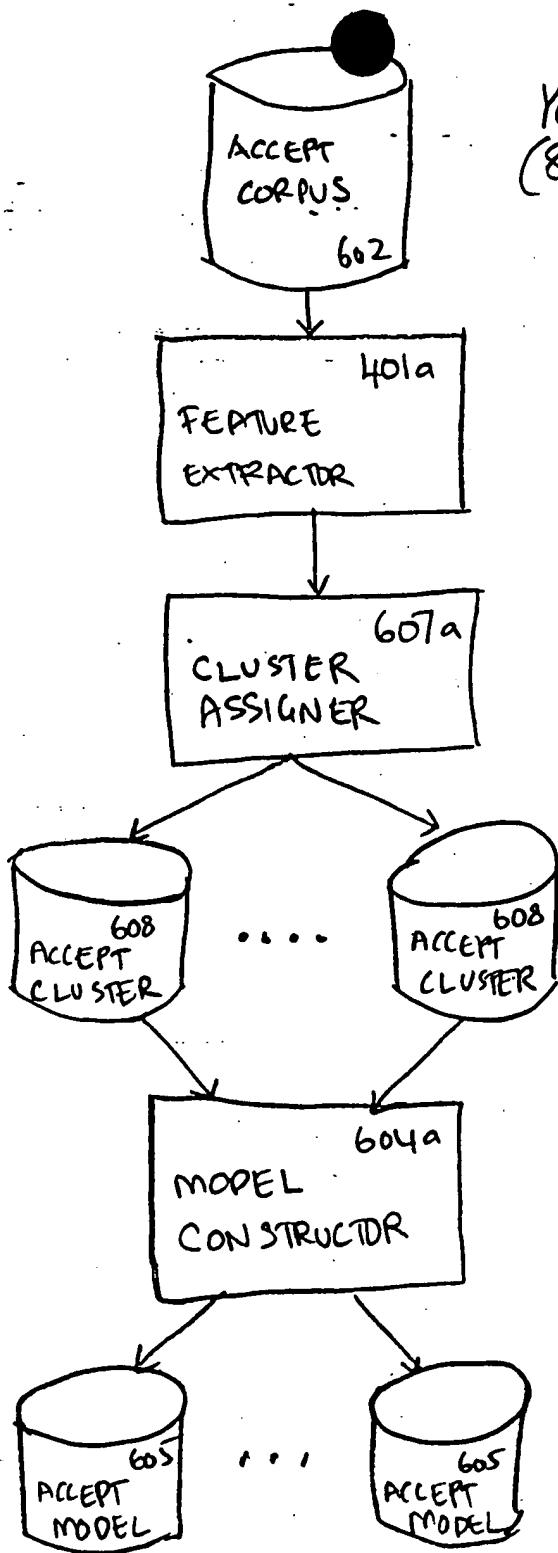 ACCEPT
CORPUS
602
401a
FEATURE
EXTRACTOR
607a
CLUSTER
ASSIGNER
608
ACCEPT
CLUSTER
....
608
ACCEPT
CLUSTER
604a
MODEL
CONSTRUCTOR
605
ACCEPT
MODEL
...
605
ACCEPT
MODEL